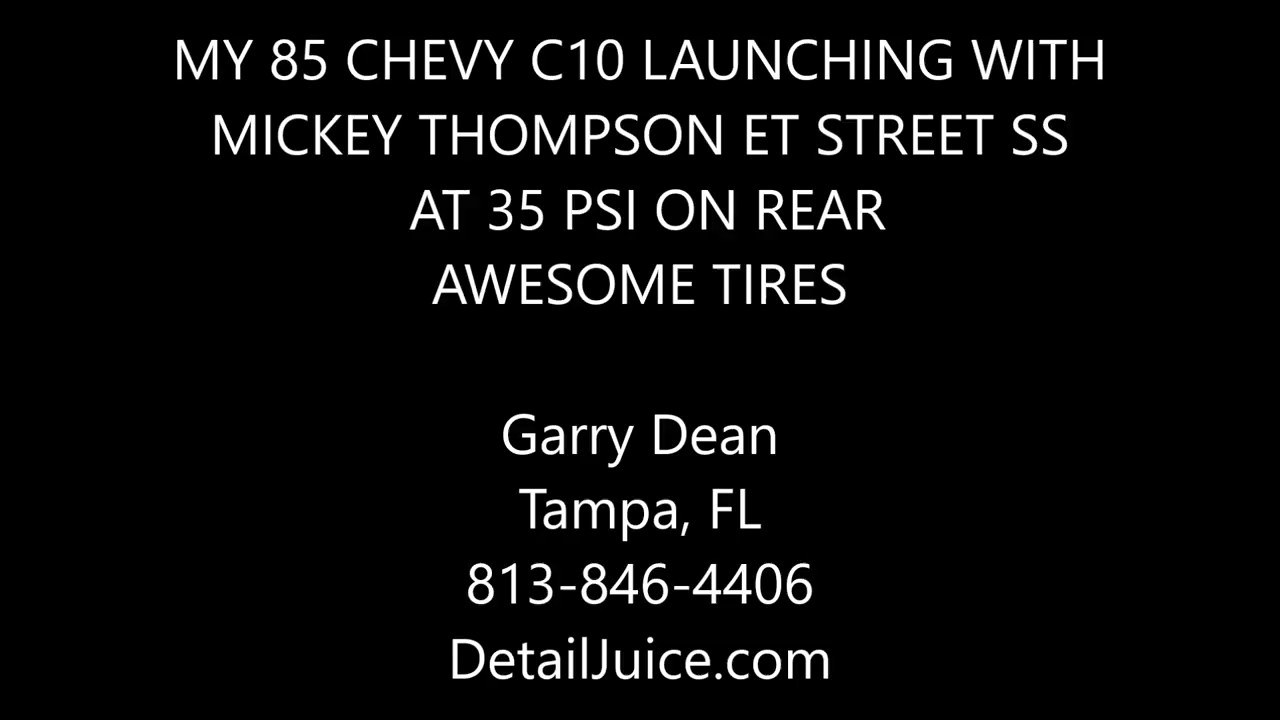 MY 85 CHEVY C10 LAUNCHING WITH
MICKEY THOMPSON ET STREET SS
AT 35 PSI ON REAR
AWESOME TIRES
Garry Dean
Tampa, FL
813-846-4406
DetailJuice.com